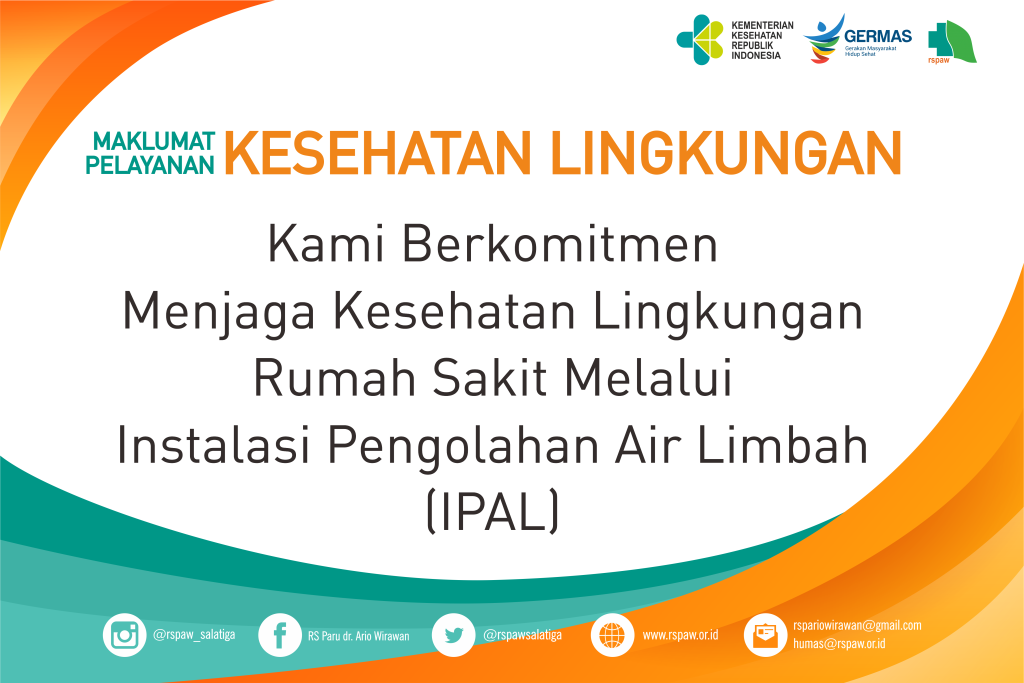 KEMENTERIAN
KESEHATAN
REPUBLIK
INDONESIA
GERMAS
Gerakan Masyarakat
Hidup Sehat
rspaw
MAKLUMAT
PELAYANAN
KESEHATAN LINGKUNGAN
Kami Berkomitmen
Menjaga Kesehatan Lingkungan
Rumah Sakit Melalui
Instalasi Pengolahan Air Limbah
(IPAL)
@rspaw_salatiga
RS Paru dr. Ario Wirawan
@rspawsalatiga
www.rspaw.or.id
rspariowirawan@gmail.com
humas@rspaw.or.id